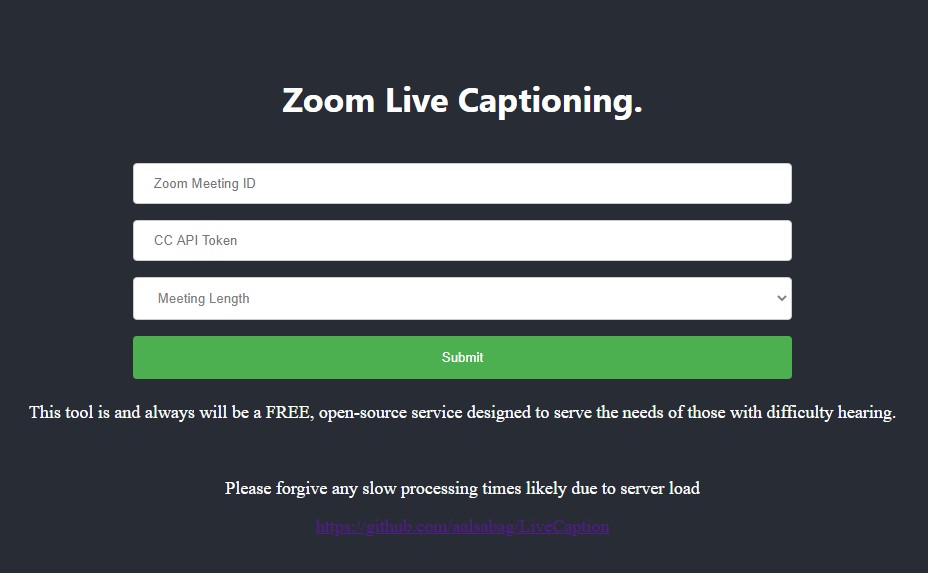 Zoom Live Captioning.
Zoom Meeting ID
CC API Token
Meeting Length
Submit
This tool is and always will be a FREE, open-source service designed to serve the needs of those with difficulty hearing.
Please forgive any slow processing times likely due to server load
https://github.com/aalsabag/LiveCaption